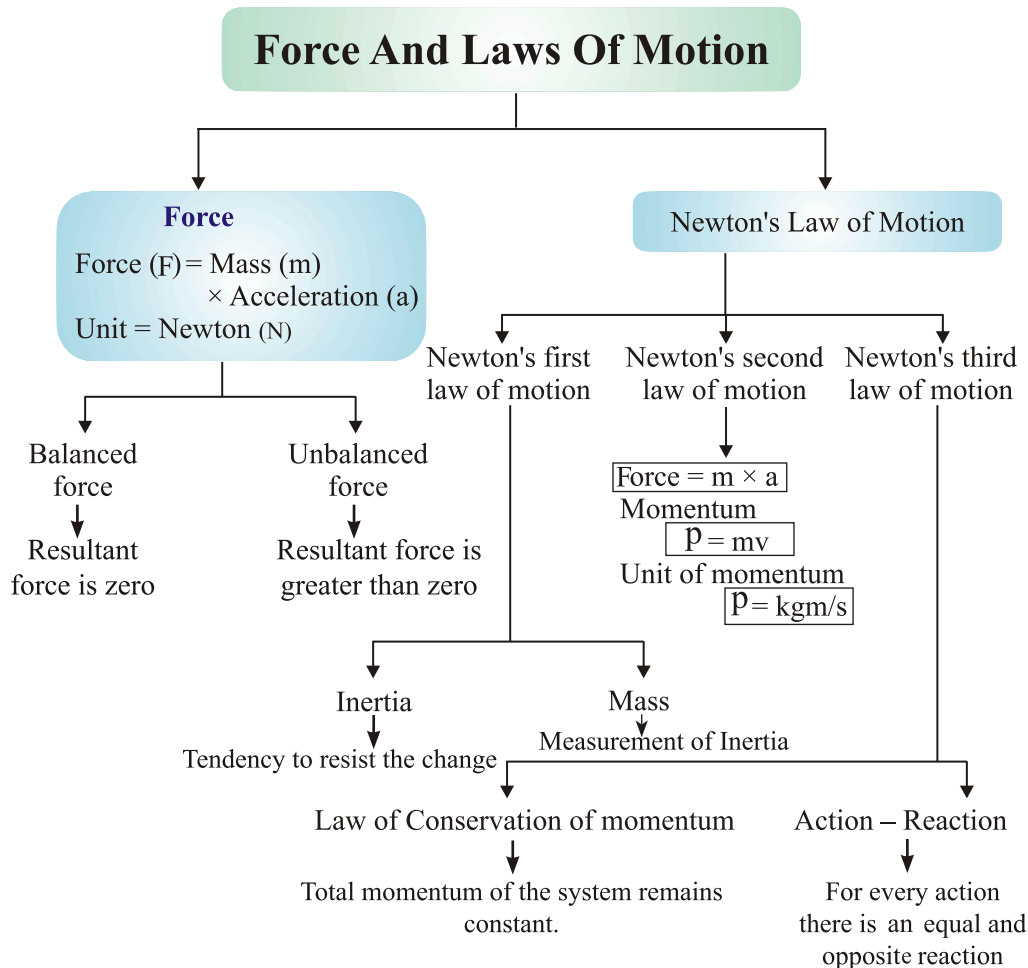 Force And Laws Of Motion
Force
Force (F) = Mass (m)
× Acceleration (a)
Unit = Newton (N)
Balanced
force
Resultant
force is zero
Unbalanced
force
Resultant force is
greater than zero
Newton's Law of Motion
Newton's first
law of motion
Inertia
Tendency to resist the change
Mass
Measurement of Inertia
Newton's second
law of motion
Force = m × a
Momentum
p = mv
Unit of momentum
p = kgm/s
Newton's third
law of motion
Law of Conservation of momentum
Total momentum of the system remains
constant.
Action – Reaction
For every action
there is an equal and
opposite reaction